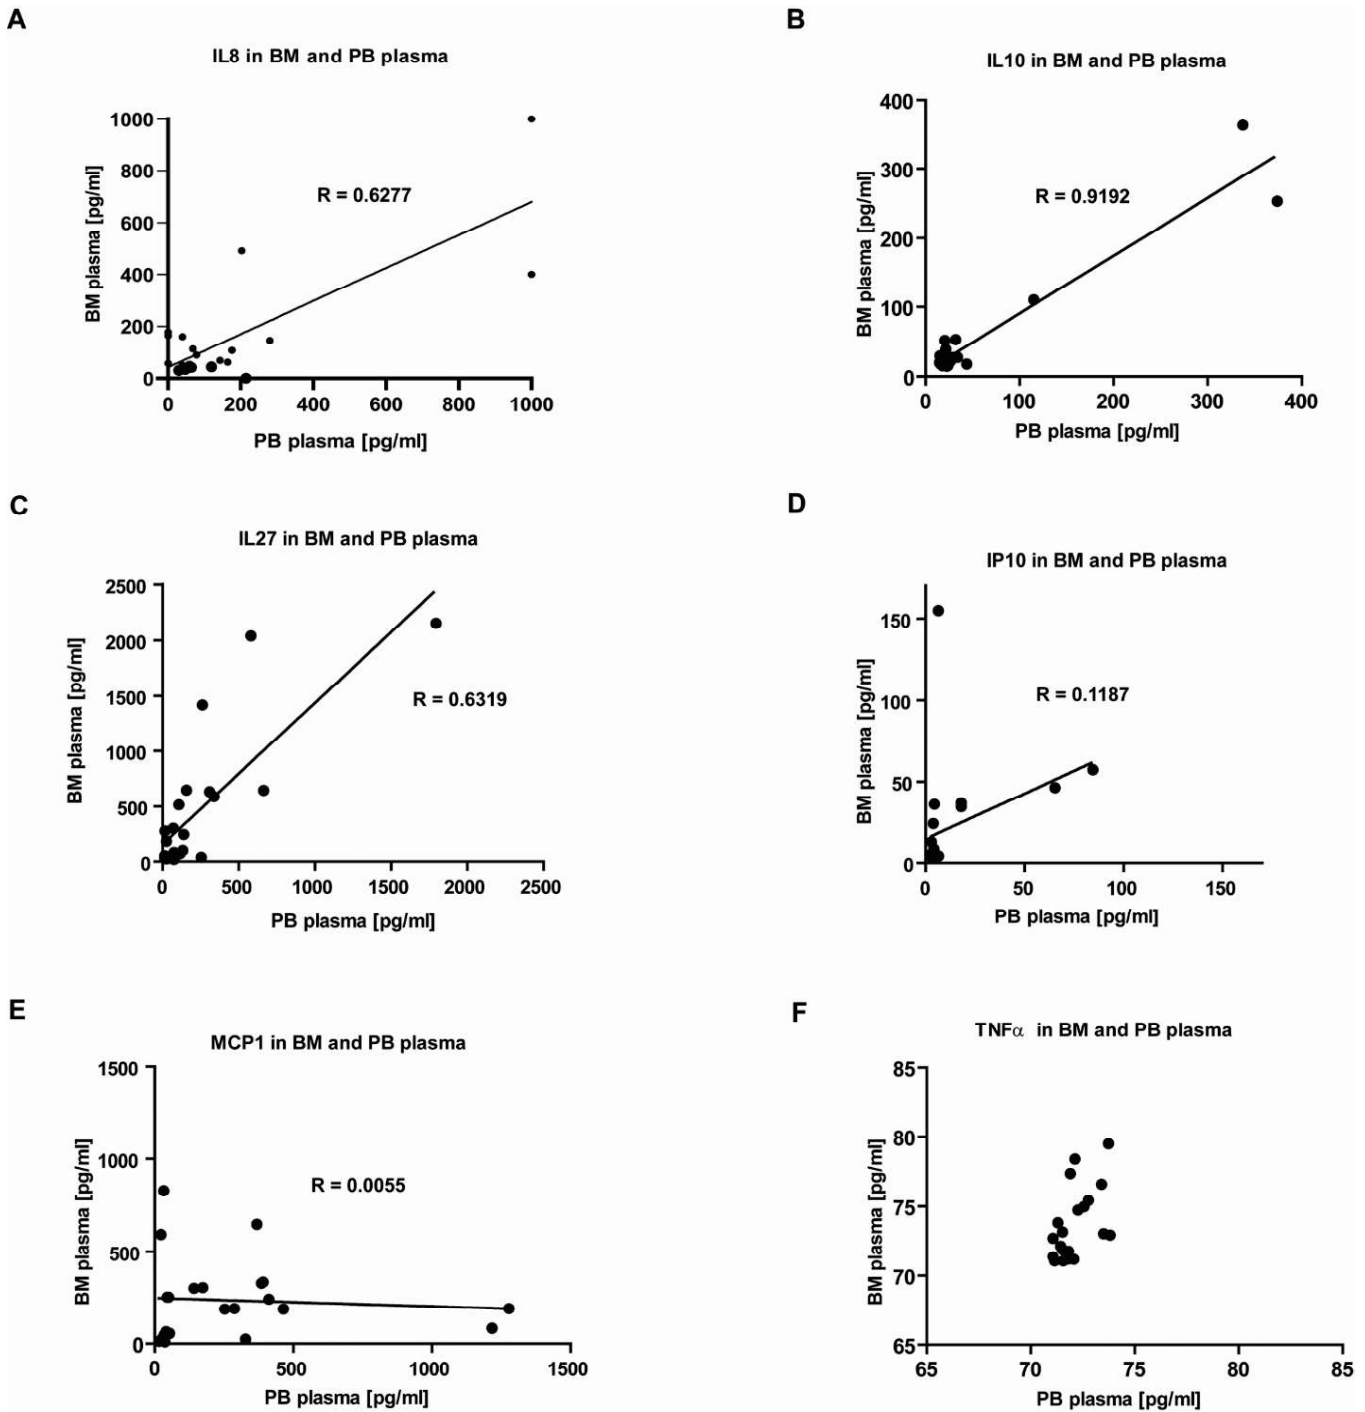 A
IL8 in BM and PB plasma
BM plasma [pg/ml]
1000
800
600
400
200
0
R = 0.6277
0 200 400 600 800 1000
PB plasma [pg/ml]
B
IL10 in BM and PB plasma
BM plasma [pg/ml]
400
300
200
100
0
R = 0.9192
0 100 200 300 400
PB plasma [pg/ml]
C
IL27 in BM and PB plasma
BM plasma [pg/ml]
2500
2000
1500
1000
500
0
R = 0.6319
0 500 1000 1500 2000 2500
PB plasma [pg/ml]
D
IP10 in BM and PB plasma
BM plasma [pg/ml]
150
100
50
0
R = 0.1187
0 50 100 150
PB plasma [pg/ml]
E
MCP1 in BM and PB plasma
BM plasma [pg/ml]
1500
1000
500
0
R = 0.0055
0 500 1000 1500
PB plasma [pg/ml]
F
TNFα in BM and PB plasma
BM plasma [pg/ml]
85
80
75
70
65
65 70 75 80 85
PB plasma [pg/ml]